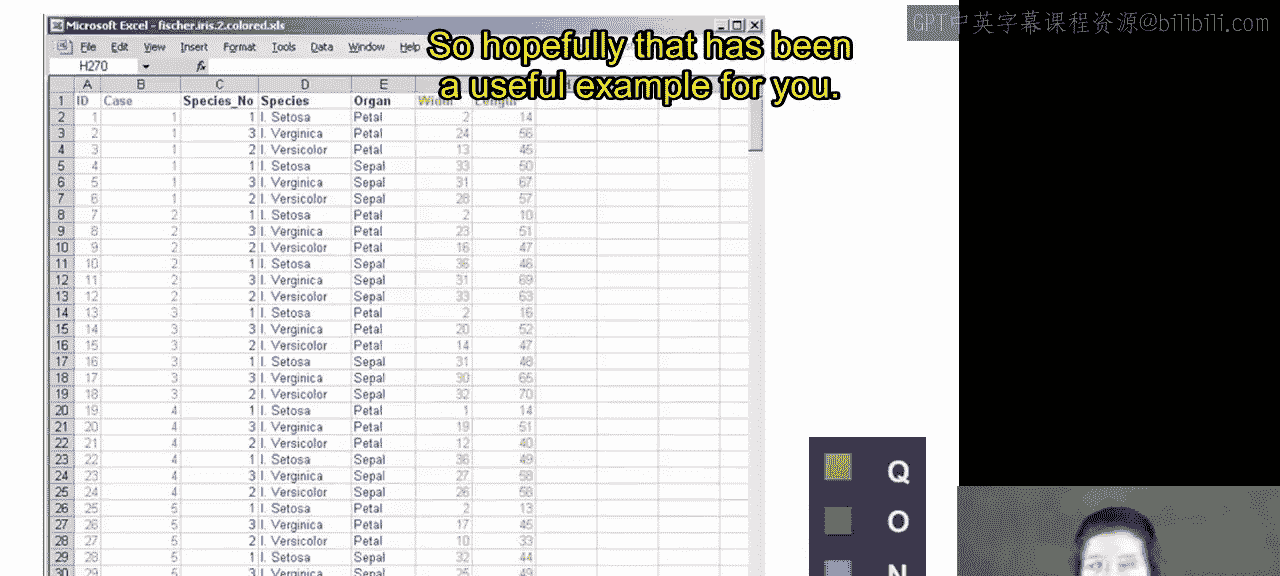 Microsoft Excel - fischer.iris.2.colored.xls
File Edit View Insert Format Tools Data Window Help
H270 fx
A B C D E
1 ID Case Species_No Species Organ Width Length
2 1 1 1 I. Setosa Petal 2 14
3 2 1 3 I. Verginica Petal 24 56
4 3 1 2 I. Versicolor Petal 13 45
5 4 1 1 I. Setosa Sepal 33 50
6 5 1 3 I. Verginica Sepal 31 67
7 6 1 2 I. Versicolor Sepal 28 57
8 7 2 1 I. Setosa Petal 2 10
9 8 2 3 I. Verginica Petal 23 51
10 9 2 2 I. Versicolor Petal 16 47
11 10 2 1 I. Setosa Sepal 36 46
12 11 2 3 I. Verginica Sepal 31 69
13 12 2 2 I. Versicolor Sepal 33 63
14 13 3 1 I. Setosa Petal 2 16
15 14 3 3 I. Verginica Petal 20 52
16 15 3 2 I. Versicolor Petal 14 47
17 16 3 1 I. Setosa Sepal 31 48
18 17 3 3 I. Verginica Sepal 30 65
19 18 3 2 I. Versicolor Sepal 32 70
20 19 4 1 I. Setosa Petal 1 14
21 20 4 3 I. Verginica Petal 19 51
22 21 4 2 I. Versicolor Petal 12 40
23 22 4 1 I. Setosa Sepal 36 49
24 23 4 3 I. Verginica Sepal 27 58
25 24 4 2 I. Versicolor Sepal 26 58
26 25 5 1 I. Setosa Petal 2 13
27 26 5 3 I. Verginica Petal 17 45
28 27 5 2 I. Versicolor Petal 10 33
29 28 5 1 I. Setosa Sepal 32 44
30 29 5 3 I. Verginica Sepal 25 49
So hopefully that has been
a useful example for you.
GPT中英字幕课程资源@bilibili.com
Q
O
N